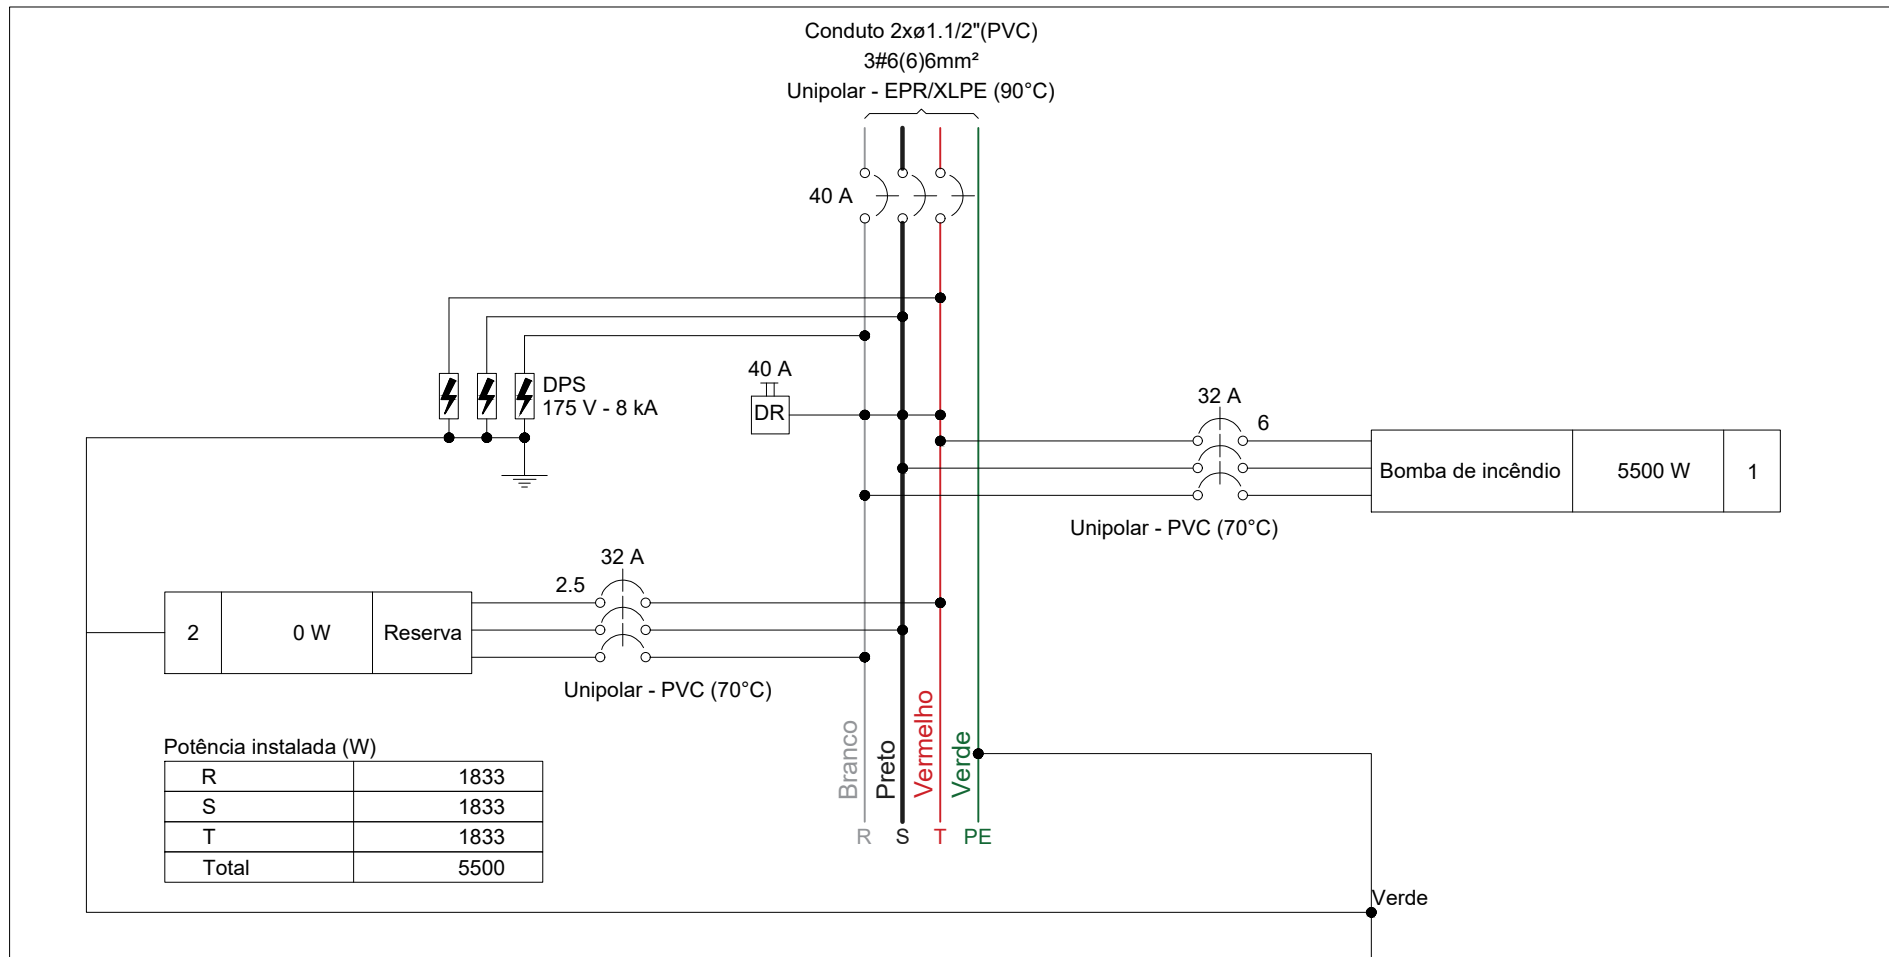 Conduto 2xø1.1/2"(PVC)
3#6(6)6mm²
Unipolar - EPR/XLPE (90°C)
40 A
DPS
175 V - 8 kA
40 A
DR
32 A
6
Bomba de incêndio 5500 W 1
Unipolar - PVC (70°C)
32 A
2.5
2 0 W Reserva
Unipolar - PVC (70°C)
Branco
Preto
Vermelho
Verde
R S T PE
Potência instalada (W)
R 1833
S 1833
T 1833
Total 5500
Verde